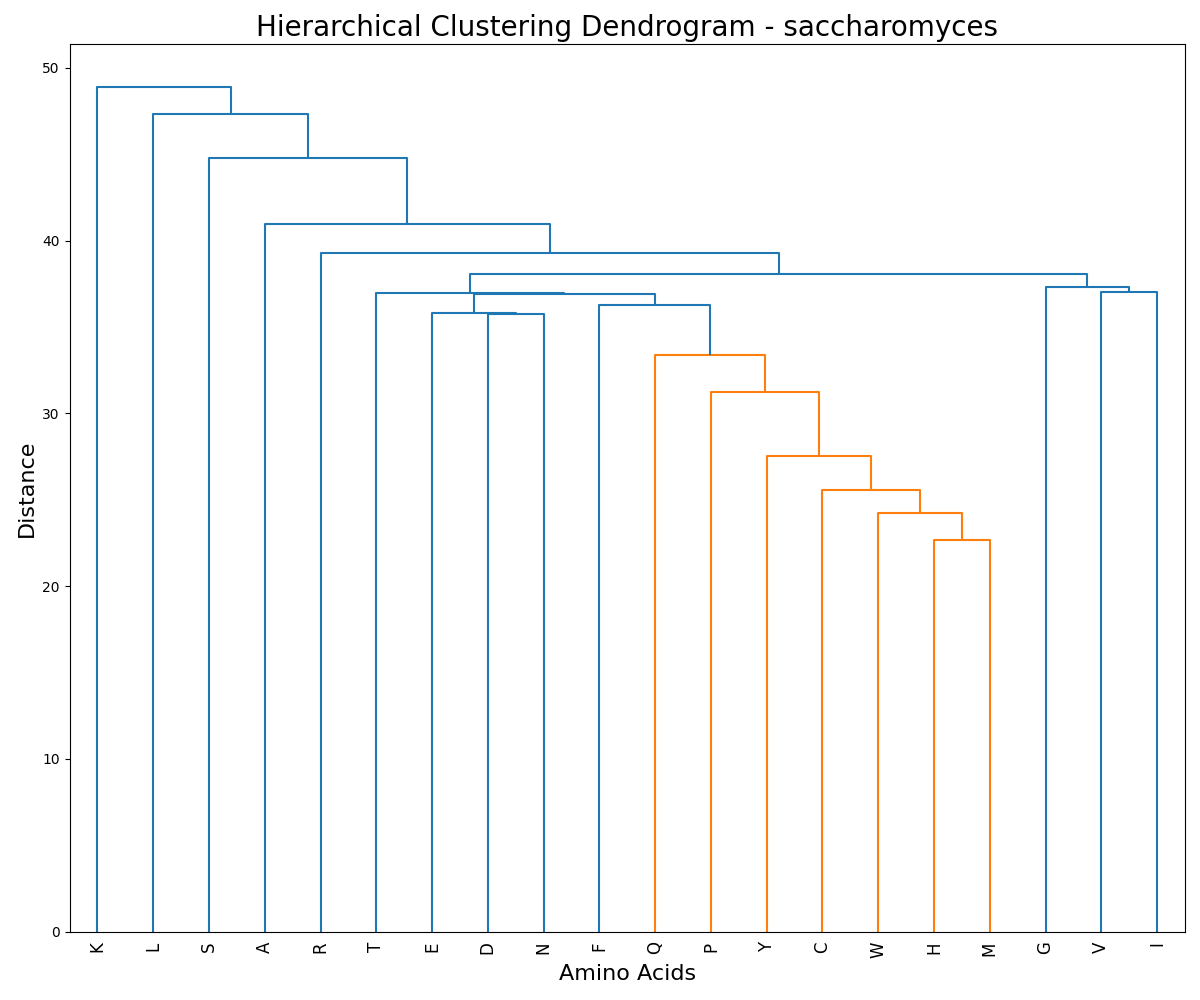 Hierarchical Clustering Dendrogram - saccharomyces
50
40
30
20
10
0
Distance
K L S A R T E D N F Q P Y C W H M G V I
Amino Acids